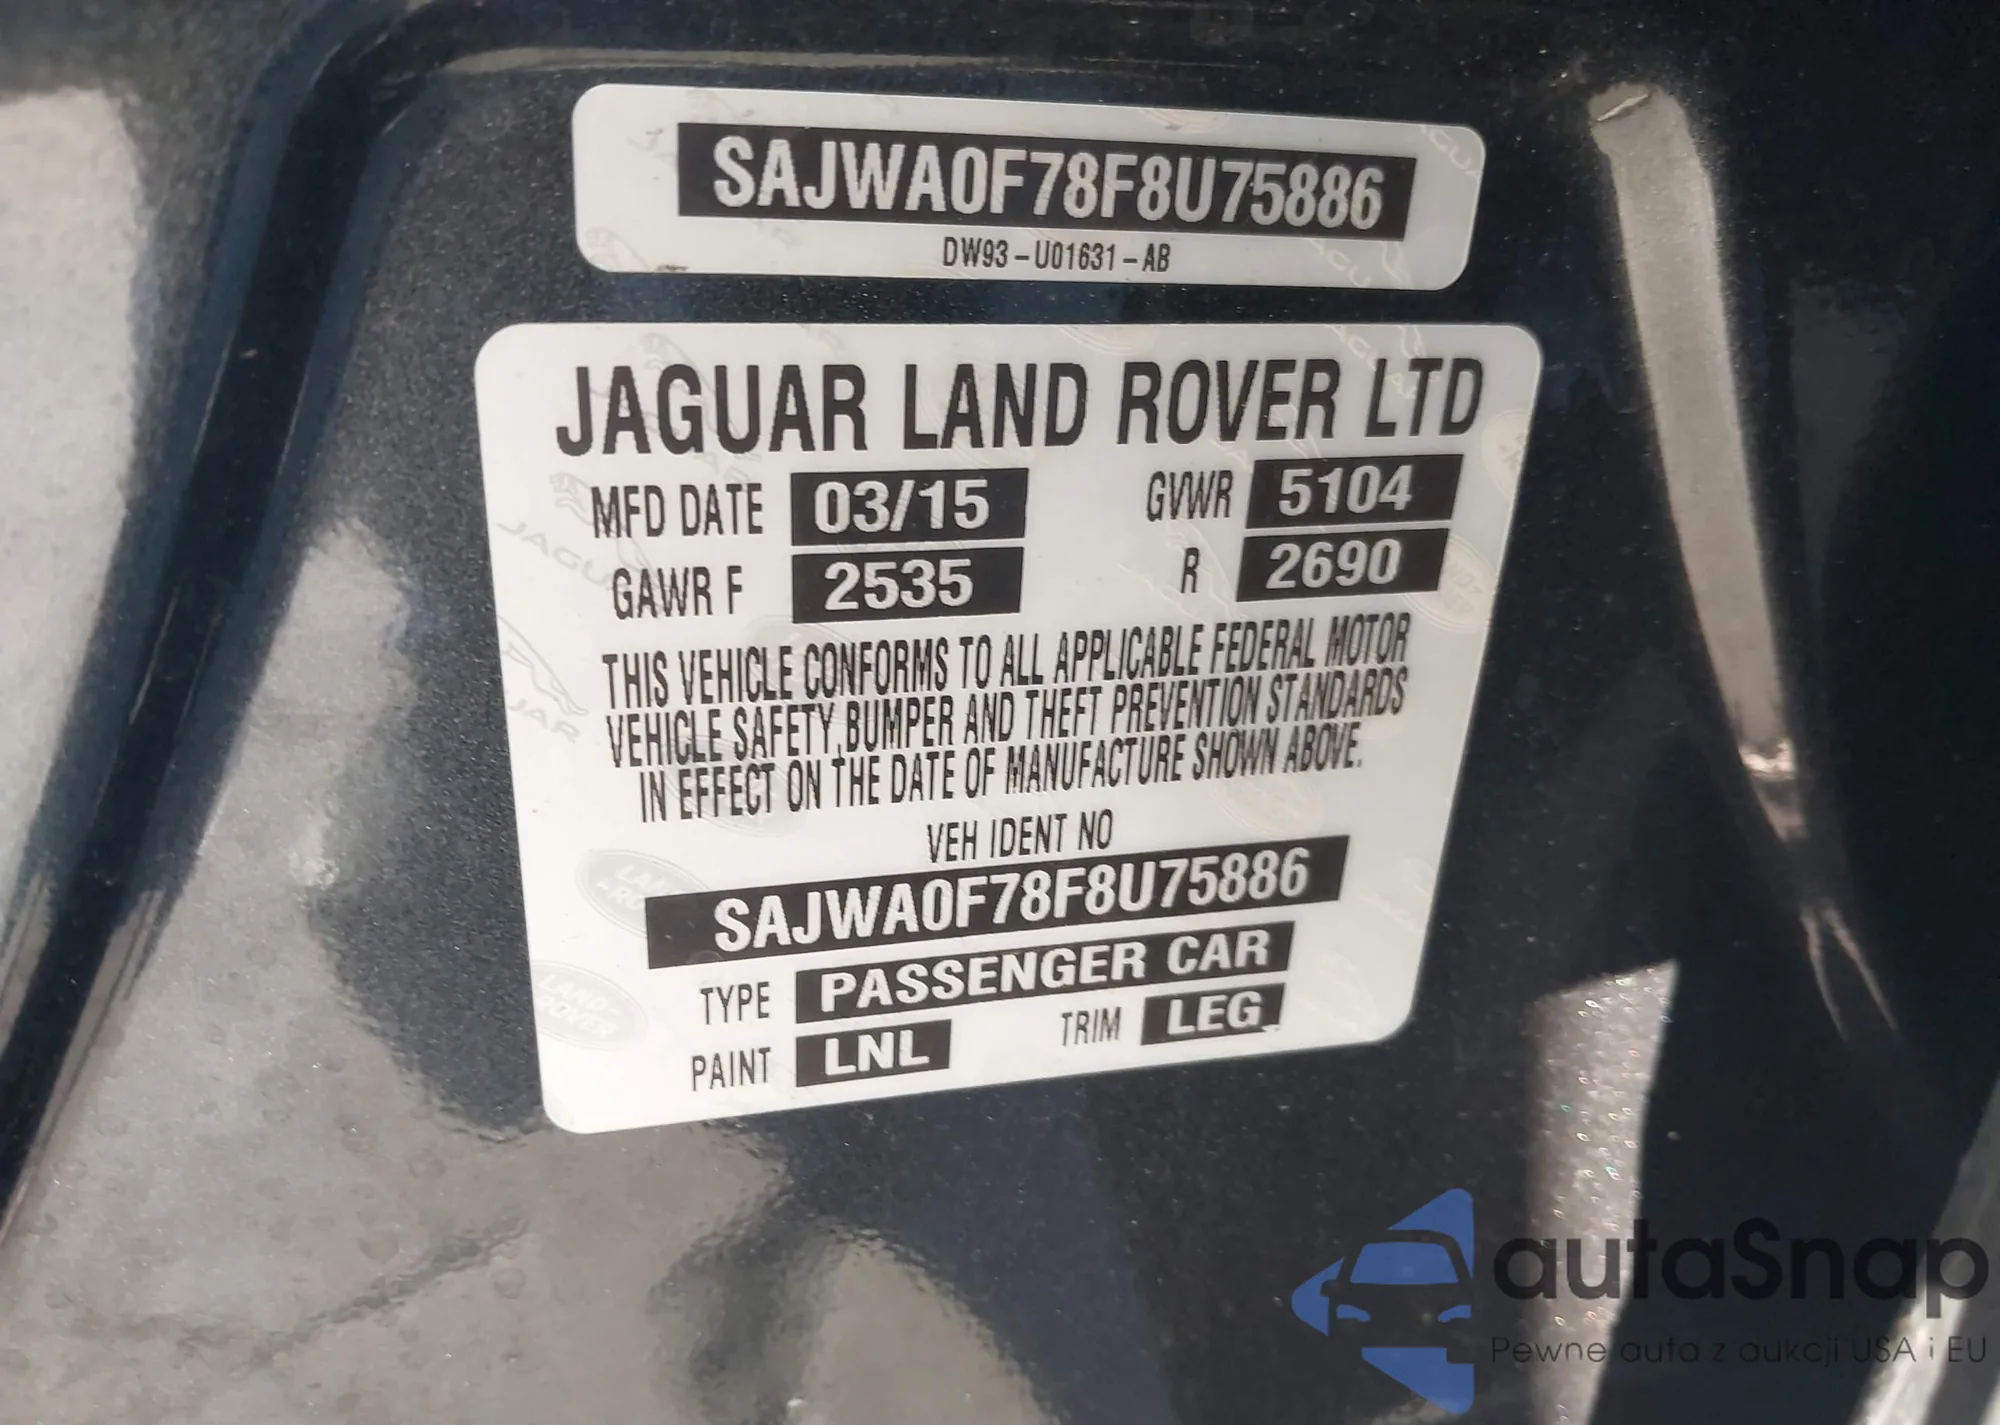 SAJWA0F78F8U75886
DW93-U01631-AB
JAGUAR LAND ROVER LTD
MFD DATE 03/15 GVWR 5104
GAWR F 2535 R 2690
THIS VEHICLE CONFORMS TO ALL APPLICABLE FEDERAL MOTOR
VEHICLE SAFETY, BUMPER AND THEFT PREVENTION STANDARDS
IN EFFECT ON THE DATE OF MANUFACTURE SHOWN ABOVE.
VEH IDENT NO
SAJWA0F78F8U75886
TYPE PASSENGER CAR
PAINT LNL TRIM LEG
autaSnap
Pewne auta z aukcji USA i EU